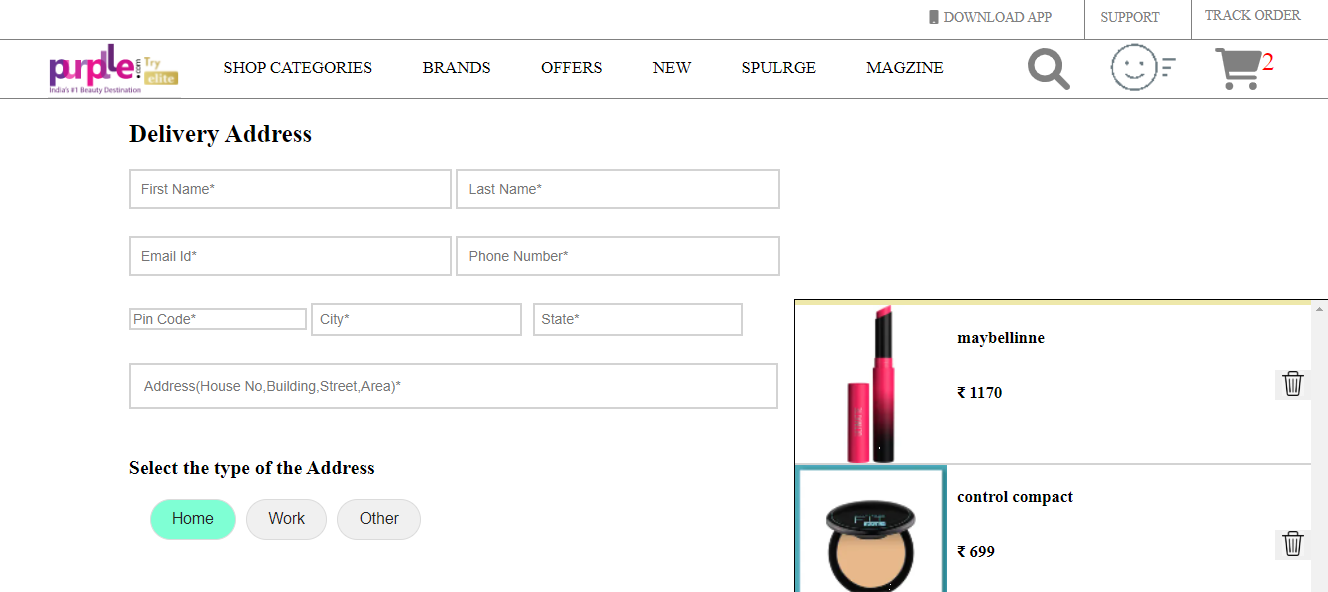 DOWNLOAD APP SUPPORT TRACK ORDER
purplle.com Try elite
India's #1 Beauty Destination
SHOP CATEGORIES BRANDS OFFERS NEW SPULRGE MAGZINE 2
Delivery Address
First Name* Last Name*
Email Id* Phone Number*
Pin Code* City* State*
Address(House No,Building,Street,Area)*
Select the type of the Address
Home Work Other
maybellinne
₹ 1170
control compact
₹ 699
FIT